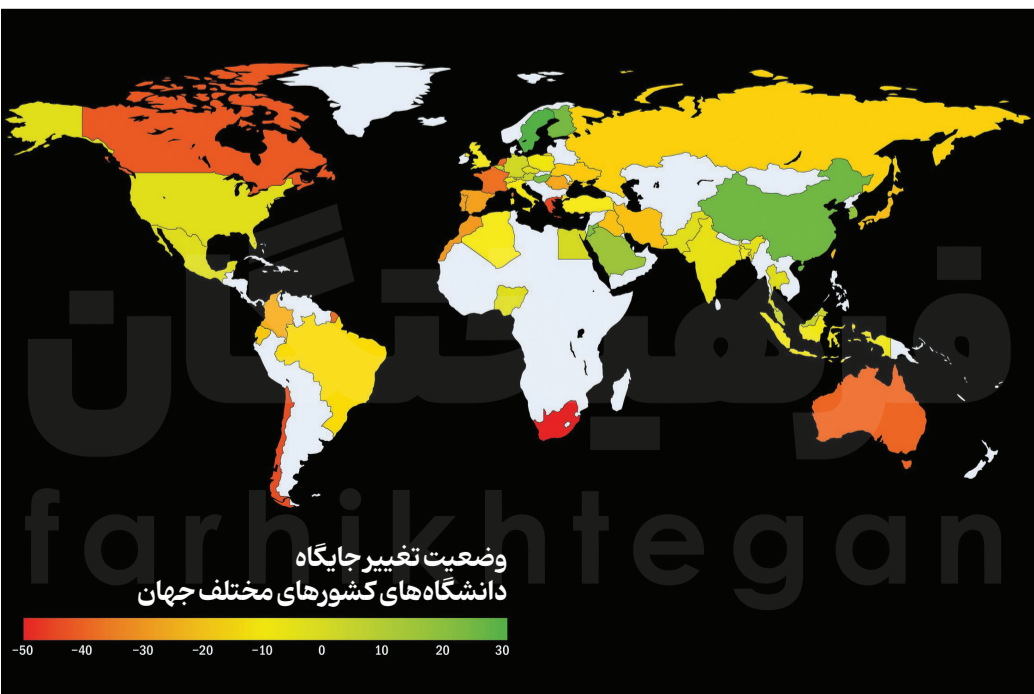 فرهیختگان
farhikhtegan
وضعیت تغییر جایگاه
دانشگاه‌های کشورهای مختلف جهان
−50 −40 −30 −20 −10 0 10 20 30